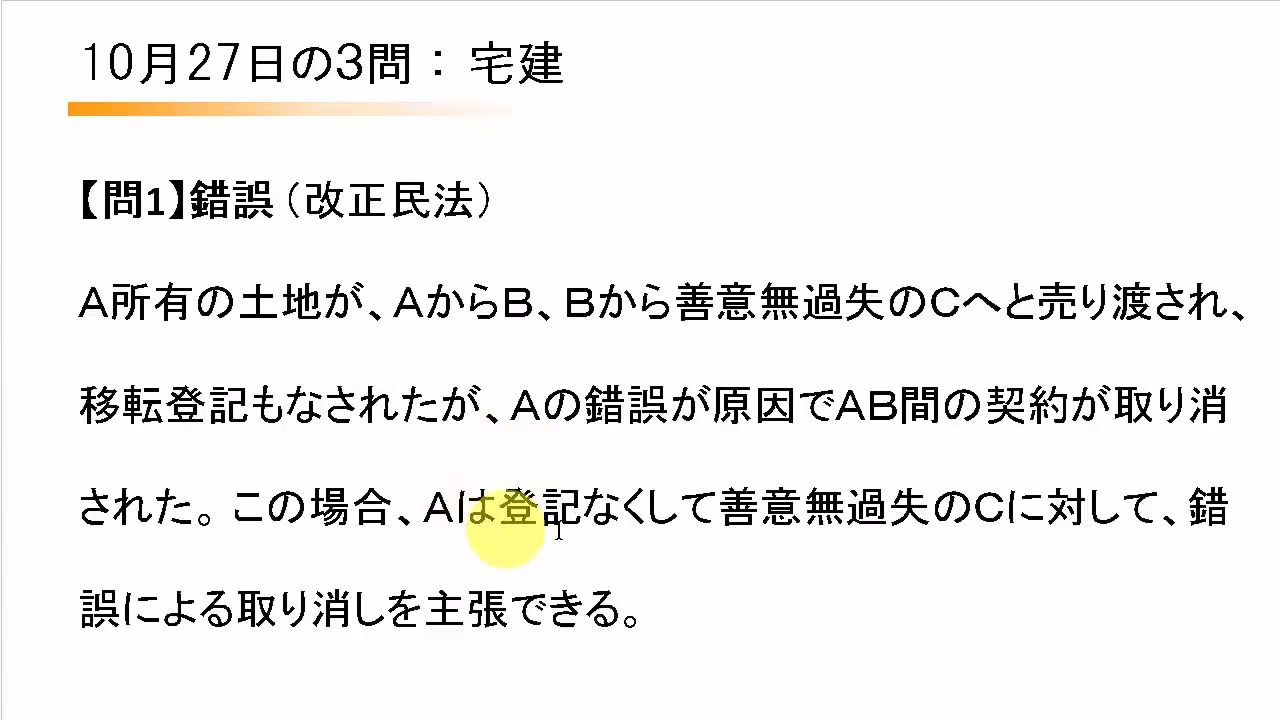 10月27日の3問：宅建
【問1】錯誤（改正民法）
A所有の土地が、AからB、Bから善意無過失のCへと売り渡され、
移転登記もなされたが、Aの錯誤が原因でAB間の契約が取り消
された。この場合、Aは登記なくして善意無過失のCに対して、錯
誤による取り消しを主張できる。